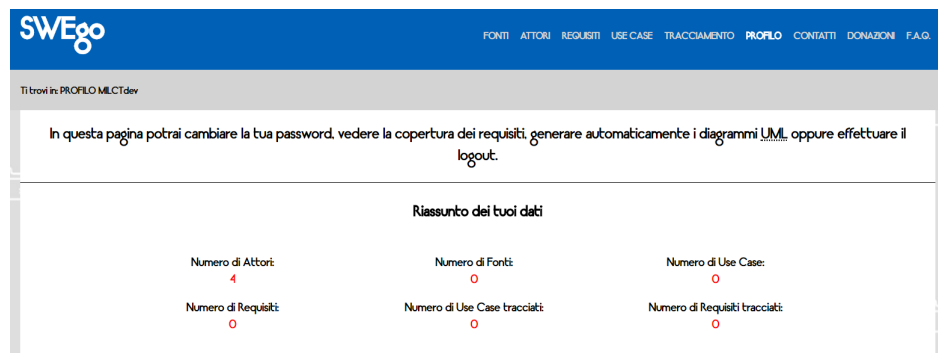 SWEgo
FONTI ATTORI REQUISITI USE CASE TRACCIAMENTO PROFILO CONTATTI DONAZIONI F.A.Q.
Ti trovi in: PROFILO MILCTdev
In questa pagina potrai cambiare la tua password, vedere la copertura dei requisiti, generare automaticamente i diagrammi UML oppure effettuare il
logout.
Riassunto dei tuoi dati
Numero di Attori: Numero di Fonti: Numero di Use Case:
4 0 0
Numero di Requisiti: Numero di Use Case tracciati: Numero di Requisiti tracciati:
0 0 0